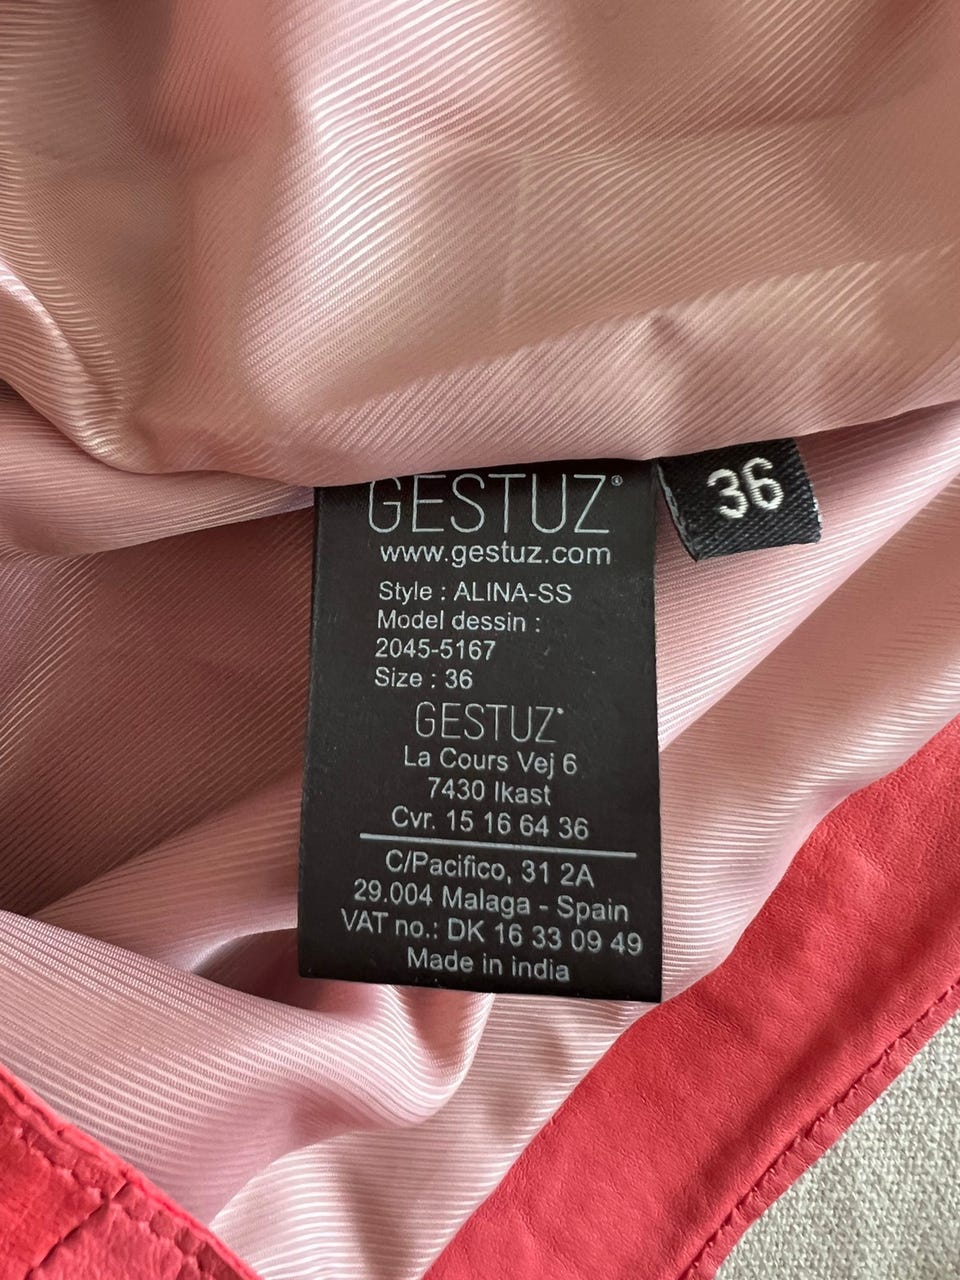 GESTUZ®
36
www.gestuz.com
Style : ALINA-SS
Model dessin :
2045-5167
Size : 36
GESTUZ®
La Cours Vej 6
7430 Ikast
Cvr. 15 16 64 36
C/Pacifico, 31 2A
29.004 Malaga - Spain
VAT no.: DK 16 33 09 49
Made in india